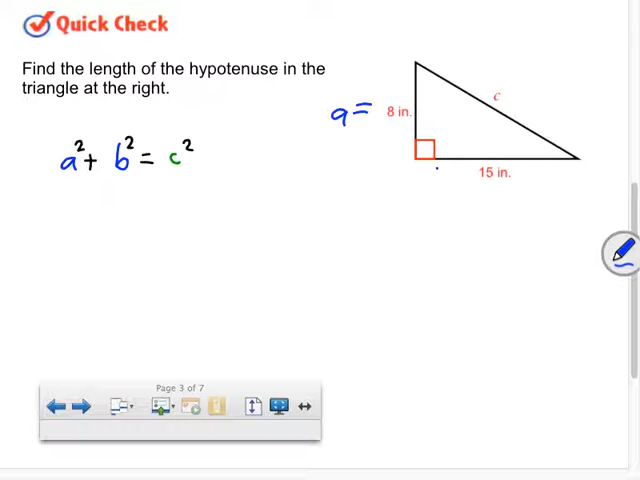 Quick Check
Find the length of the hypotenuse in the
triangle at the right.
a² + b² = c²
a =
8 in.
c
15 in.
Page 3 of 7